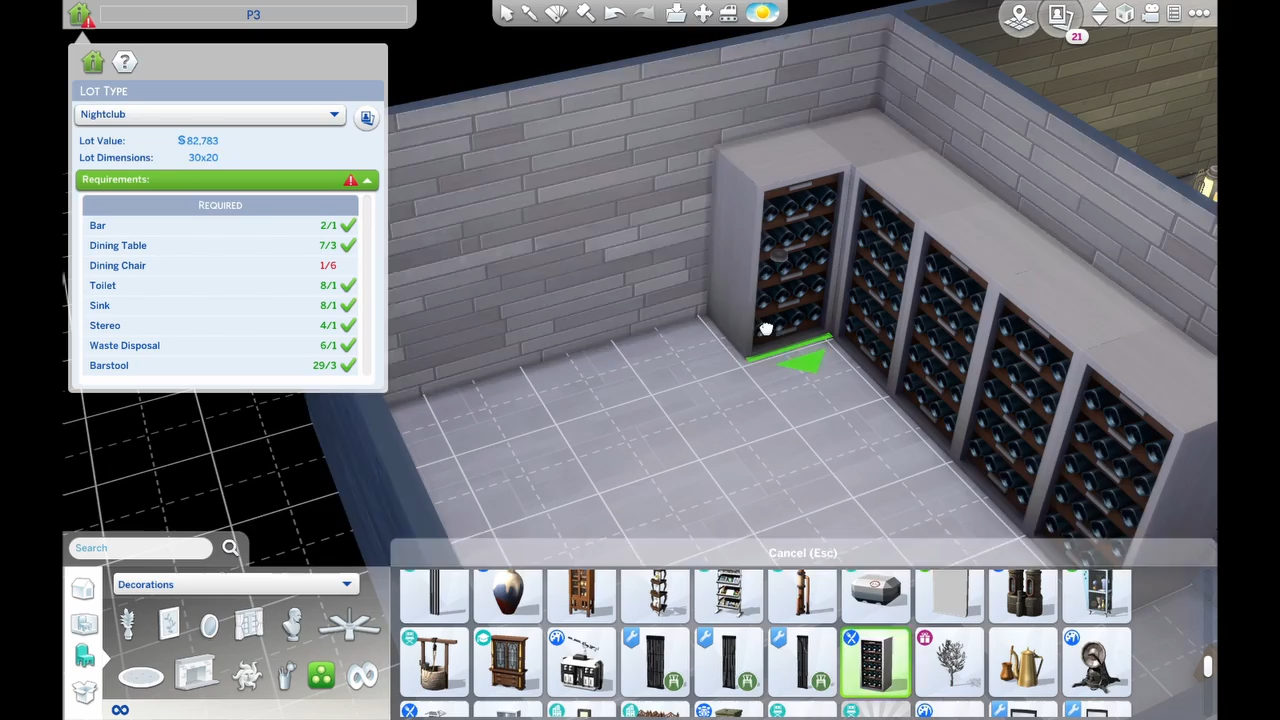 P3
21
?
LOT TYPE
Nightclub
Lot Value: §82,783
Lot Dimensions: 30x20
Requirements:
REQUIRED
Bar 2/1
Dining Table 7/3
Dining Chair 1/6
Toilet 8/1
Sink 8/1
Stereo 4/1
Waste Disposal 6/1
Barstool 29/3
Search
Cancel (Esc)
Decorations